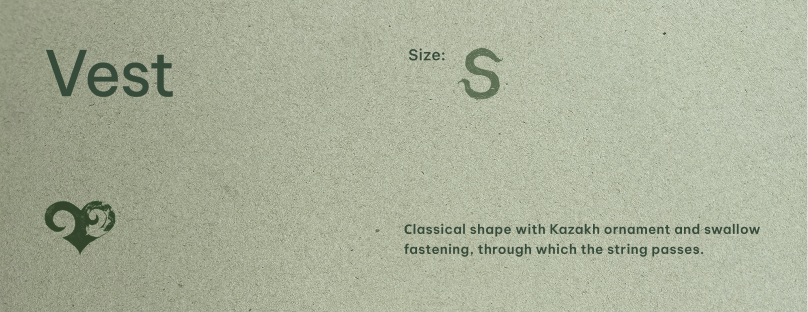 Vest
Size: S
Classical shape with Kazakh ornament and swallow
fastening, through which the string passes.